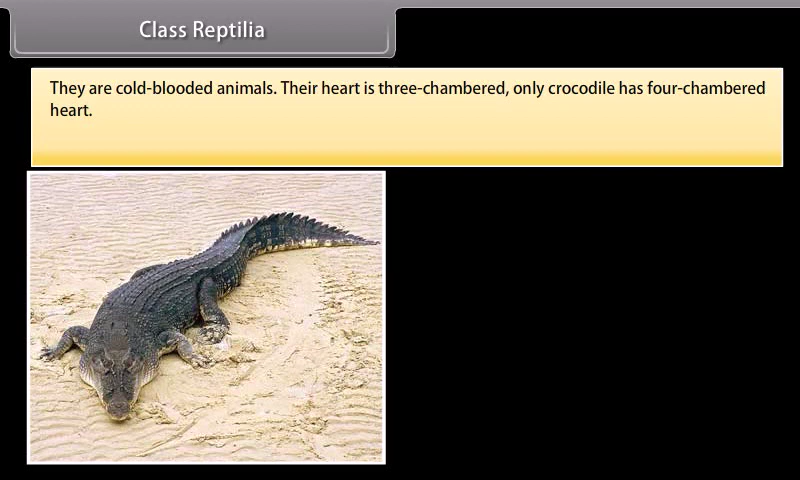 Class Reptilia
They are cold-blooded animals. Their heart is three-chambered, only crocodile has four-chambered
heart.